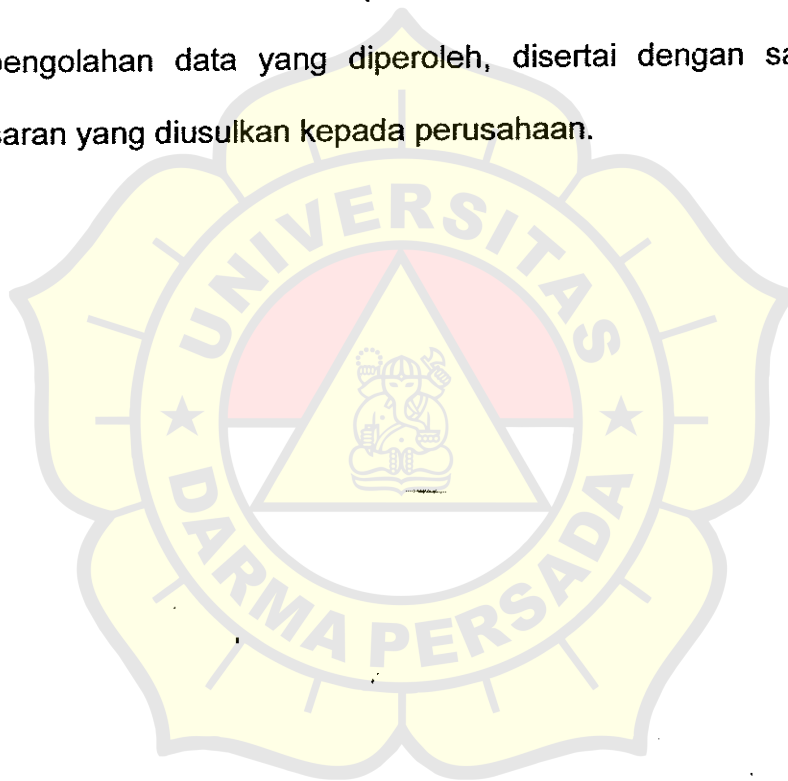 pengolahan data yang diperoleh, disertai dengan sa
saran yang diusulkan kepada perusahaan.
UNIVERSITAS
DARMA PERSADA